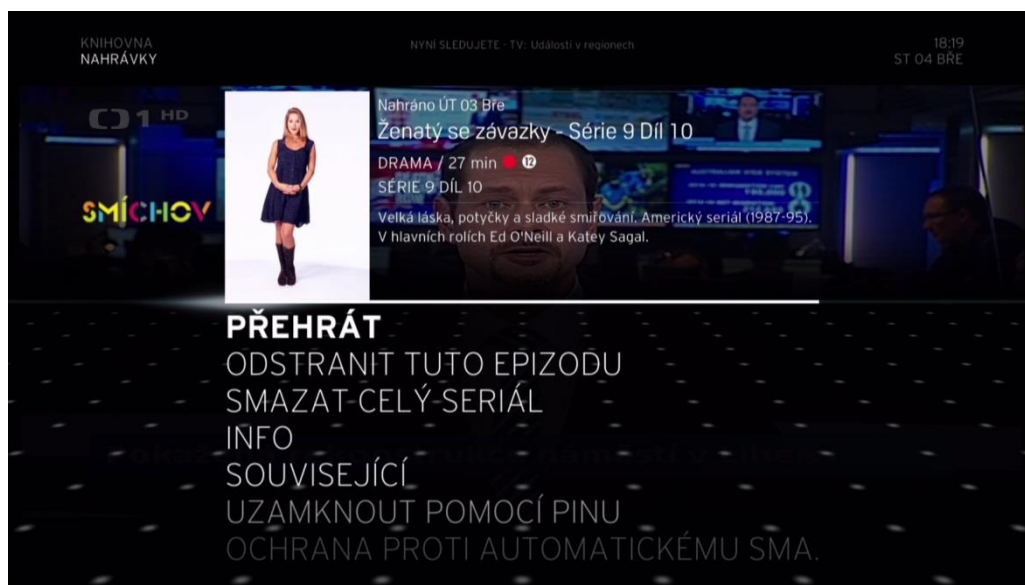 KNIHOVNA
NAHRÁVKY
NYNÍ SLEDUJETE - TV: Události v regionech
18:19
ST 04 BŘE
1 HD
SMÍCHOV
Nahráno ÚT 03 Bře
Ženatý se závazky - Série 9 Díl 10
DRAMA / 27 min 12
SÉRIE 9 DÍL 10
Velká láska, potyčky a sladké smiřování. Americký seriál (1987-95).
V hlavních rolích Ed O'Neill a Katey Sagal.
PŘEHRÁT
ODSTRANIT TUTO EPIZODU
SMAZAT CELÝ SERIÁL
INFO
SOUVISEJÍCÍ
UZAMKNOUT POMOCÍ PINU
OCHRANA PROTI AUTOMATICKÉMU SMA.